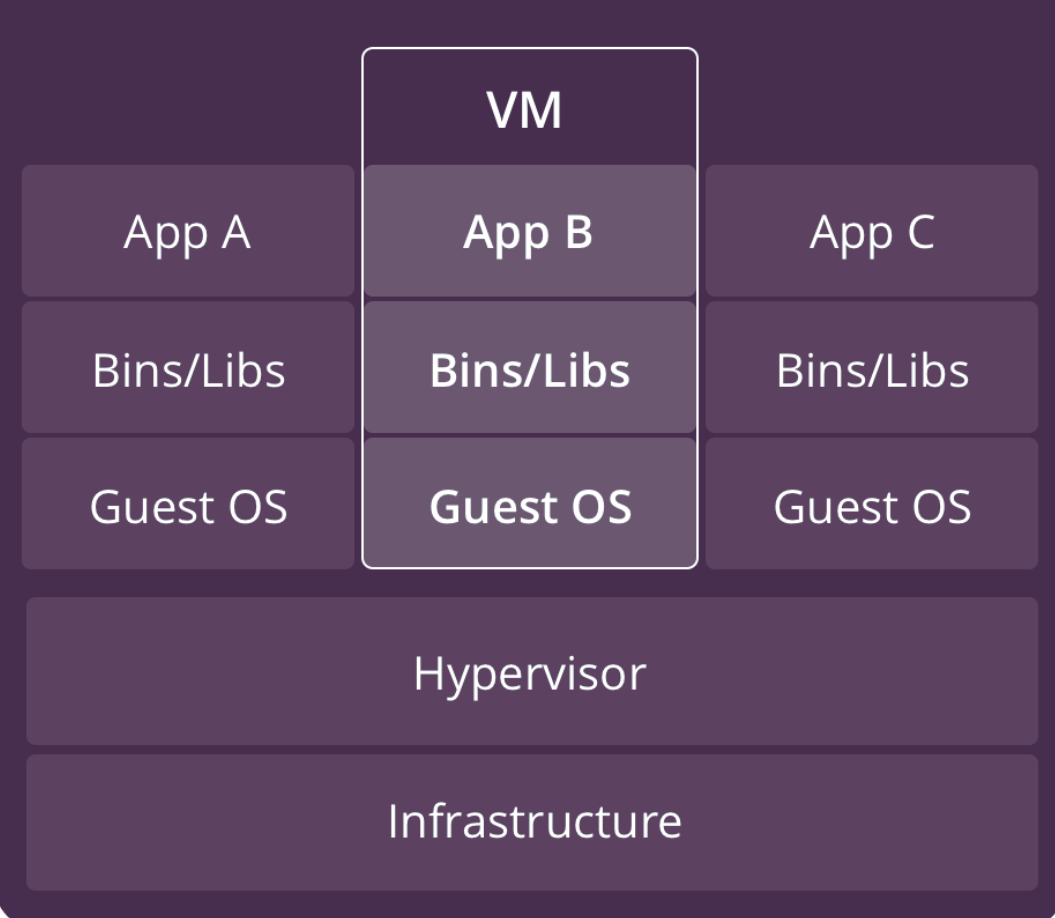 VM
App A
App B
App C
Bins/Libs
Bins/Libs
Bins/Libs
Guest OS
Guest OS
Guest OS
Hypervisor
Infrastructure